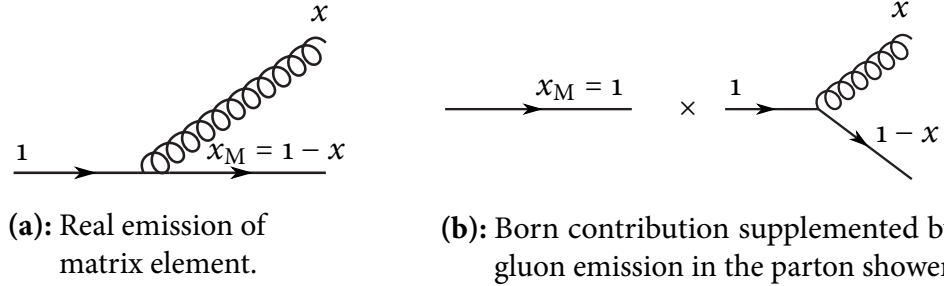 x
1
x_M = 1 − x
(a): Real emission of
matrix element.
x_M = 1
×
1
x
1 − x
(b): Born contribution supplemented by
gluon emission in the parton shower